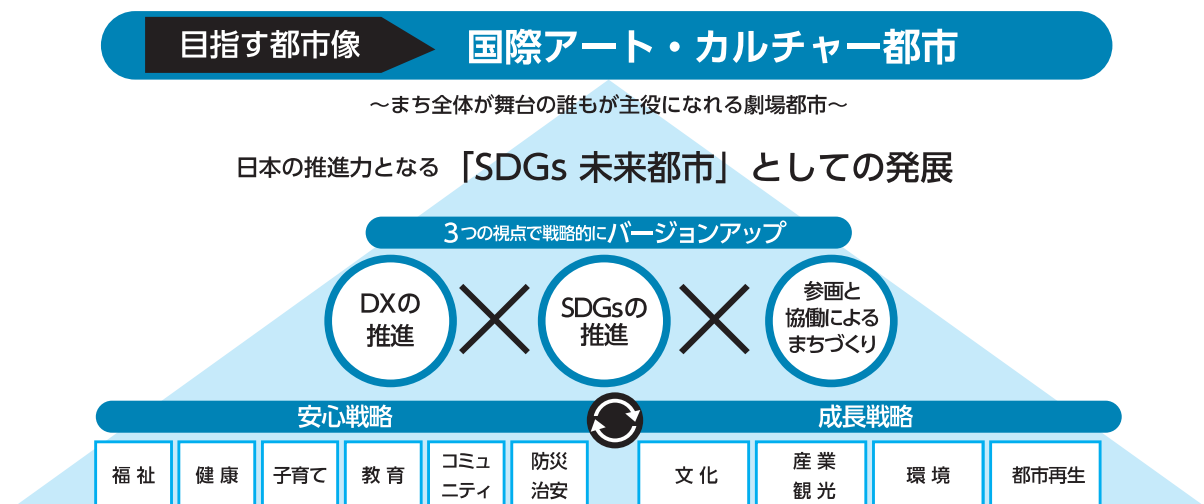 目指す都市像
国際アート・カルチャー都市
～まち全体が舞台の誰もが主役になれる劇場都市～
日本の推進力となる「SDGs 未来都市」としての発展
3つの視点で戦略的にバージョンアップ
DXの
推進
SDGsの
推進
参画と
協働による
まちづくり
安心戦略
成長戦略
福祉
健康
子育て
教育
コミュ
ニティ
防災
治安
文化
産業
観光
環境
都市再生